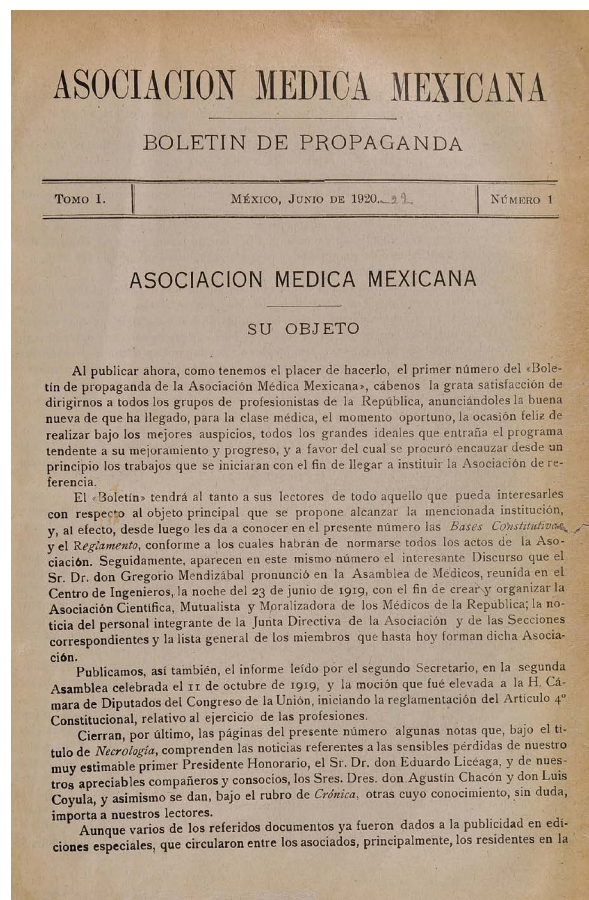 ASOCIACION MEDICA MEXICANA
BOLETIN DE PROPAGANDA
TOMO I.
MÉXICO, JUNIO DE 1920.
NÚMERO 1
ASOCIACION MEDICA MEXICANA
SU OBJETO
Al publicar ahora, como tenemos el placer de hacerlo, el primer número del «Bole-
tín de propaganda de la Asociación Médica Mexicana», cábenos la grata satisfacción de
dirigirnos a todos los grupos de profesionistas de la República, anunciándoles la buena
nueva de que ha llegado, para la clase médica, el momento oportuno, la ocasión feliz de
realizar bajo los mejores auspicios, todos los grandes ideales que entraña el programa
tendente a su mejoramiento y progreso, y a favor del cual se procuró encauzar desde un
principio los trabajos que se iniciaran con el fin de llegar a instituir la Asociación de re-
ferencia.
El «Boletín» tendrá al tanto a sus lectores de todo aquello que pueda interesarles
con respecto al objeto principal que se propone alcanzar la mencionada institución,
y, al efecto, desde luego les da a conocer en el presente número las Bases Constitutivas
y el Reglamento, conforme a los cuales habrán de normarse todos los actos de la Aso-
ciación. Seguidamente, aparecen en este mismo número el interesante Discurso que el
Sr. Dr. don Gregorio Mendizábal pronunció en la Asamblea de Médicos, reunida en el
Centro de Ingenieros, la noche del 23 de junio de 1919, con el fin de crear y organizar la
Asociación Científica, Mutualista y Moralizadora de los Médicos de la República; la no-
ticia del personal integrante de la Junta Directiva de la Asociación y de las Secciones
correspondientes y la lista general de los miembros que hasta hoy forman dicha Asocia-
ción.
Publicamos, así también, el informe leído por el segundo Secretario, en la segunda
Asamblea celebrada el 11 de octubre de 1919, y la moción que fué elevada a la H. Cá-
mara de Diputados del Congreso de la Unión, iniciando la reglamentación del Artículo 4º
Constitucional, relativo al ejercicio de las profesiones.
Cierran, por último, las páginas del presente número algunas notas que, bajo el tí-
tulo de Necrología, comprenden las noticias referentes a las sensibles pérdidas de nuestro
muy estimable primer Presidente Honorario, el Sr. Dr. don Eduardo Licéaga, y de nues-
tros apreciables compañeros y consocios, los Sres. Dres. don Agustín Chacón y don Luis
Coyula, y asimismo se dan, bajo el rubro de Crónica, otras cuyo conocimiento, sin duda,
importa a nuestros lectores.
Aunque varios de los referidos documentos ya fueron dados a la publicidad en edi-
ciones especiales, que circularon entre los asociados, principalmente, los residentes en la